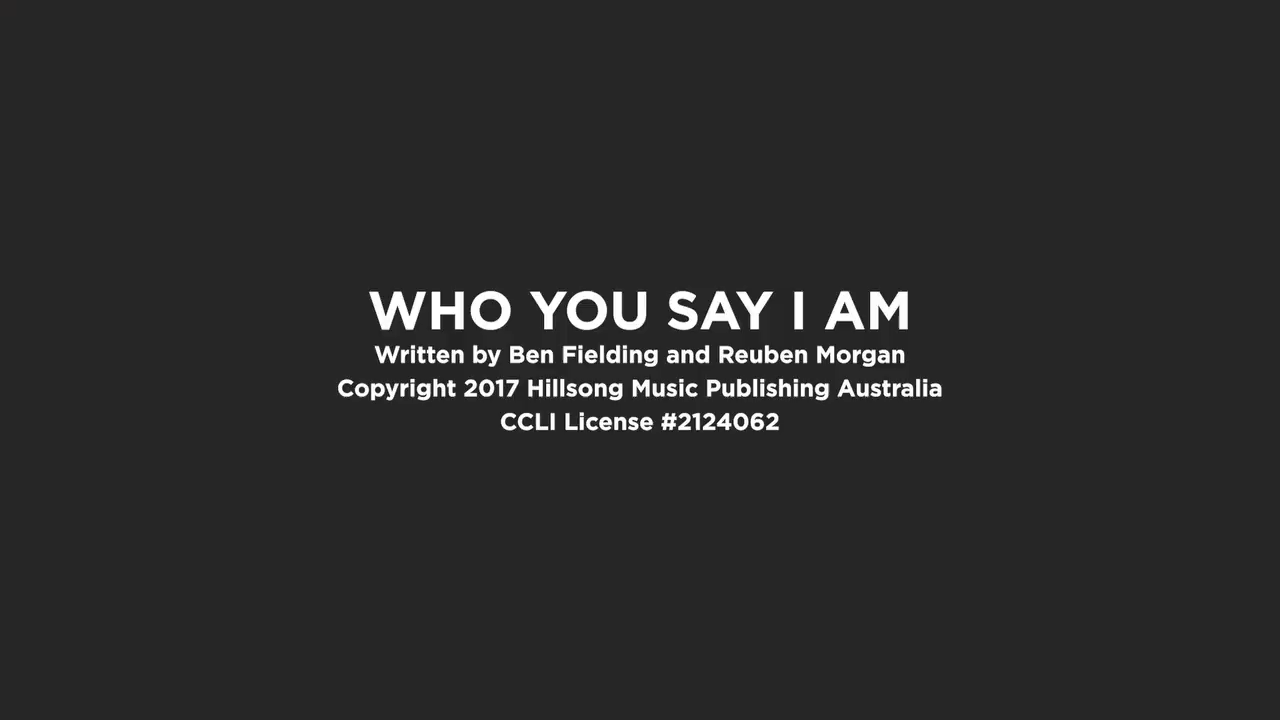 WHO YOU SAY I AM
Written by Ben Fielding and Reuben Morgan
Copyright 2017 Hillsong Music Publishing Australia
CCLI License #2124062